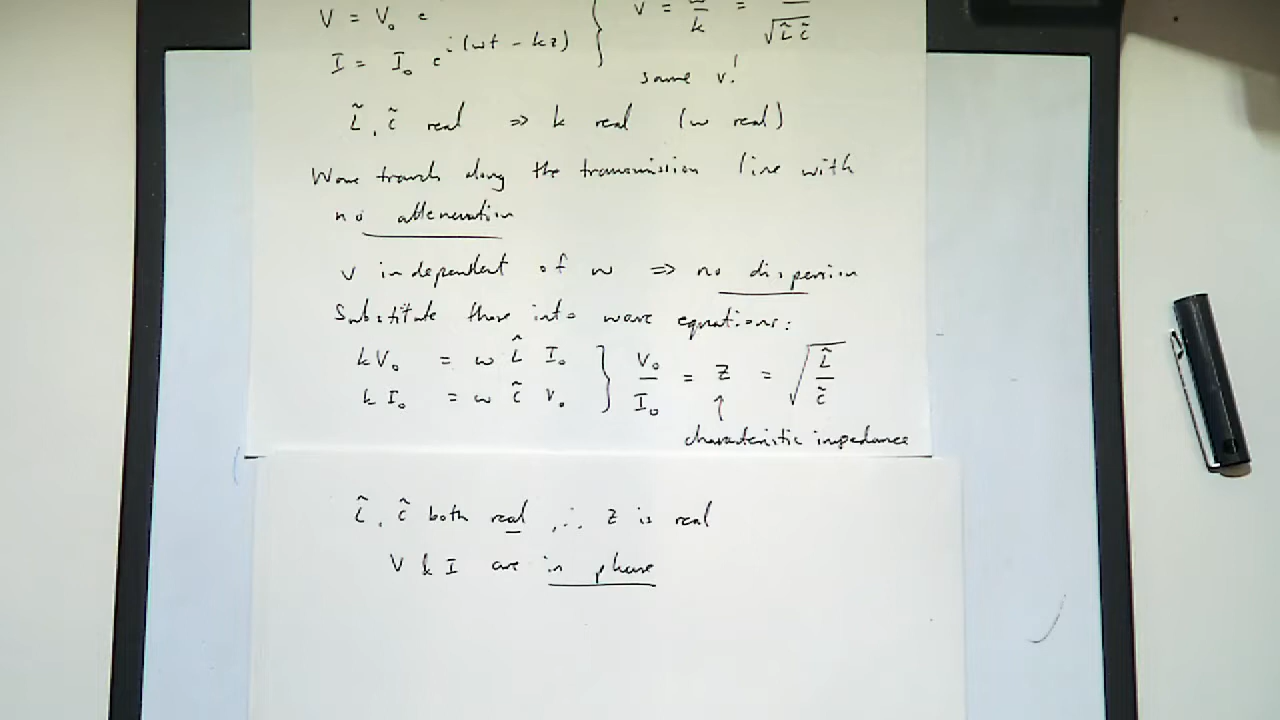 V = V₀ e
I = I₀ e^{i(ωt - kz)} } v = ω/k = 1/√(L̃ C̃)
same v!
L̃, C̃ real ⇒ k real (ω real)
Wave travels along the transmission line with
no attenuation
v independent of ω ⇒ no dispersion
Substitute these into wave equations:
kV₀ = ω L̃ I₀ } V₀/I₀ = Z = √(L̃/C̃)
kI₀ = ω C̃ V₀
↑
characteristic impedance
L̃, C̃ both real, ∴ Z is real
V & I are in phase